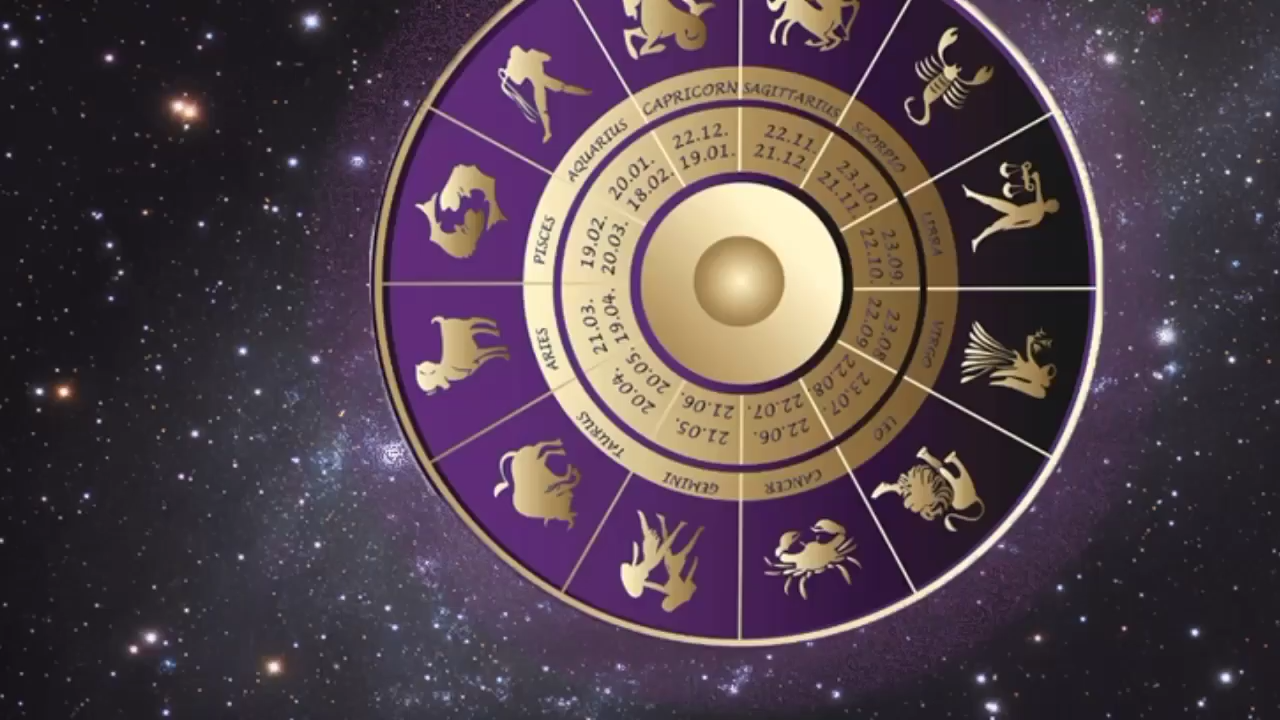 CAPRICORN
22.12.
19.01.
SAGITTARIUS
22.11.
21.12.
SCORPIO
23.10.
21.11.
LIBRA
23.09.
22.10.
VIRGO
23.08.
22.09.
LEO
23.07.
22.08.
CANCER
22.06.
22.07.
GEMINI
21.05.
21.06.
TAURUS
20.04.
20.05.
ARIES
21.03.
19.04.
PISCES
19.02.
20.03.
AQUARIUS
20.01.
18.02.